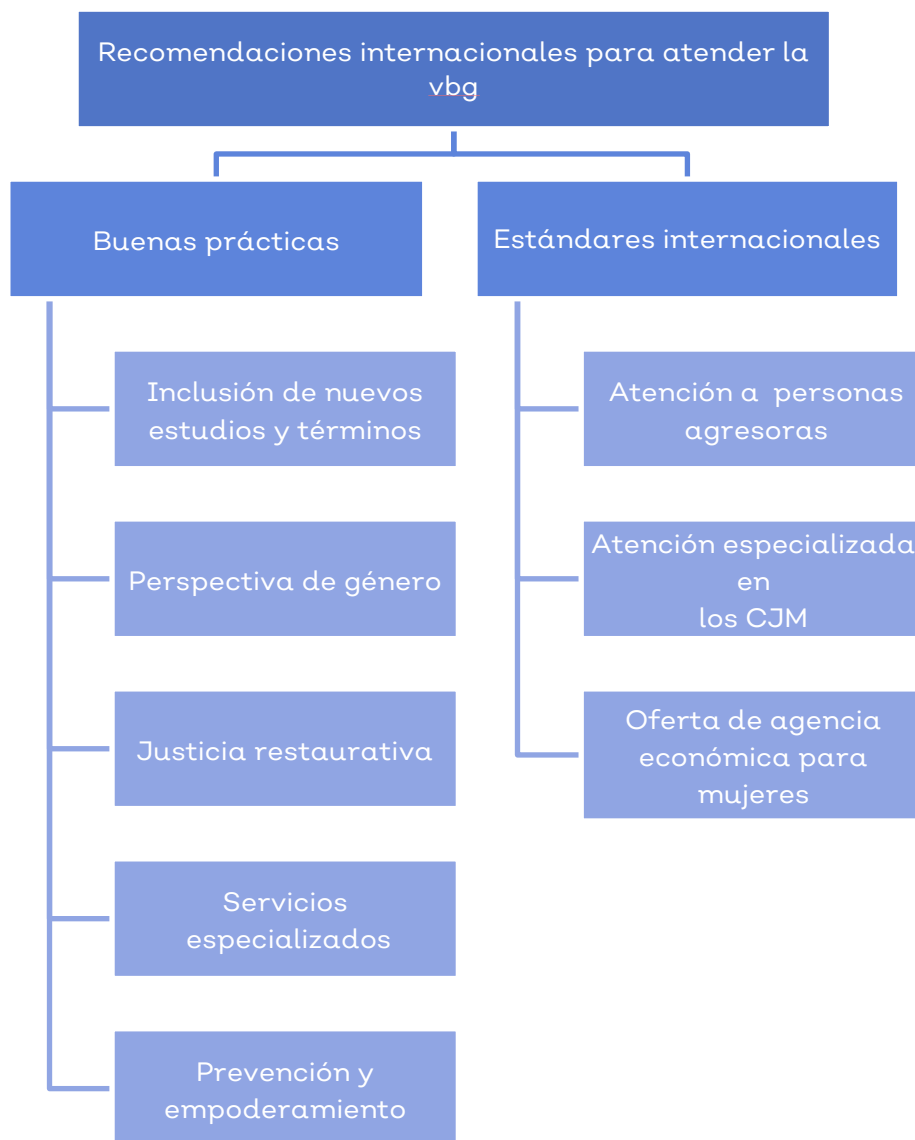 Recomendaciones internacionales para atender la
vbg
Buenas prácticas
Estándares internacionales
Inclusión de nuevos
estudios y términos
Atención a personas
agresoras
Perspectiva de género
Atención especializada
en
los CJM
Justicia restaurativa
Oferta de agencia
económica para
mujeres
Servicios
especializados
Prevención y
empoderamiento